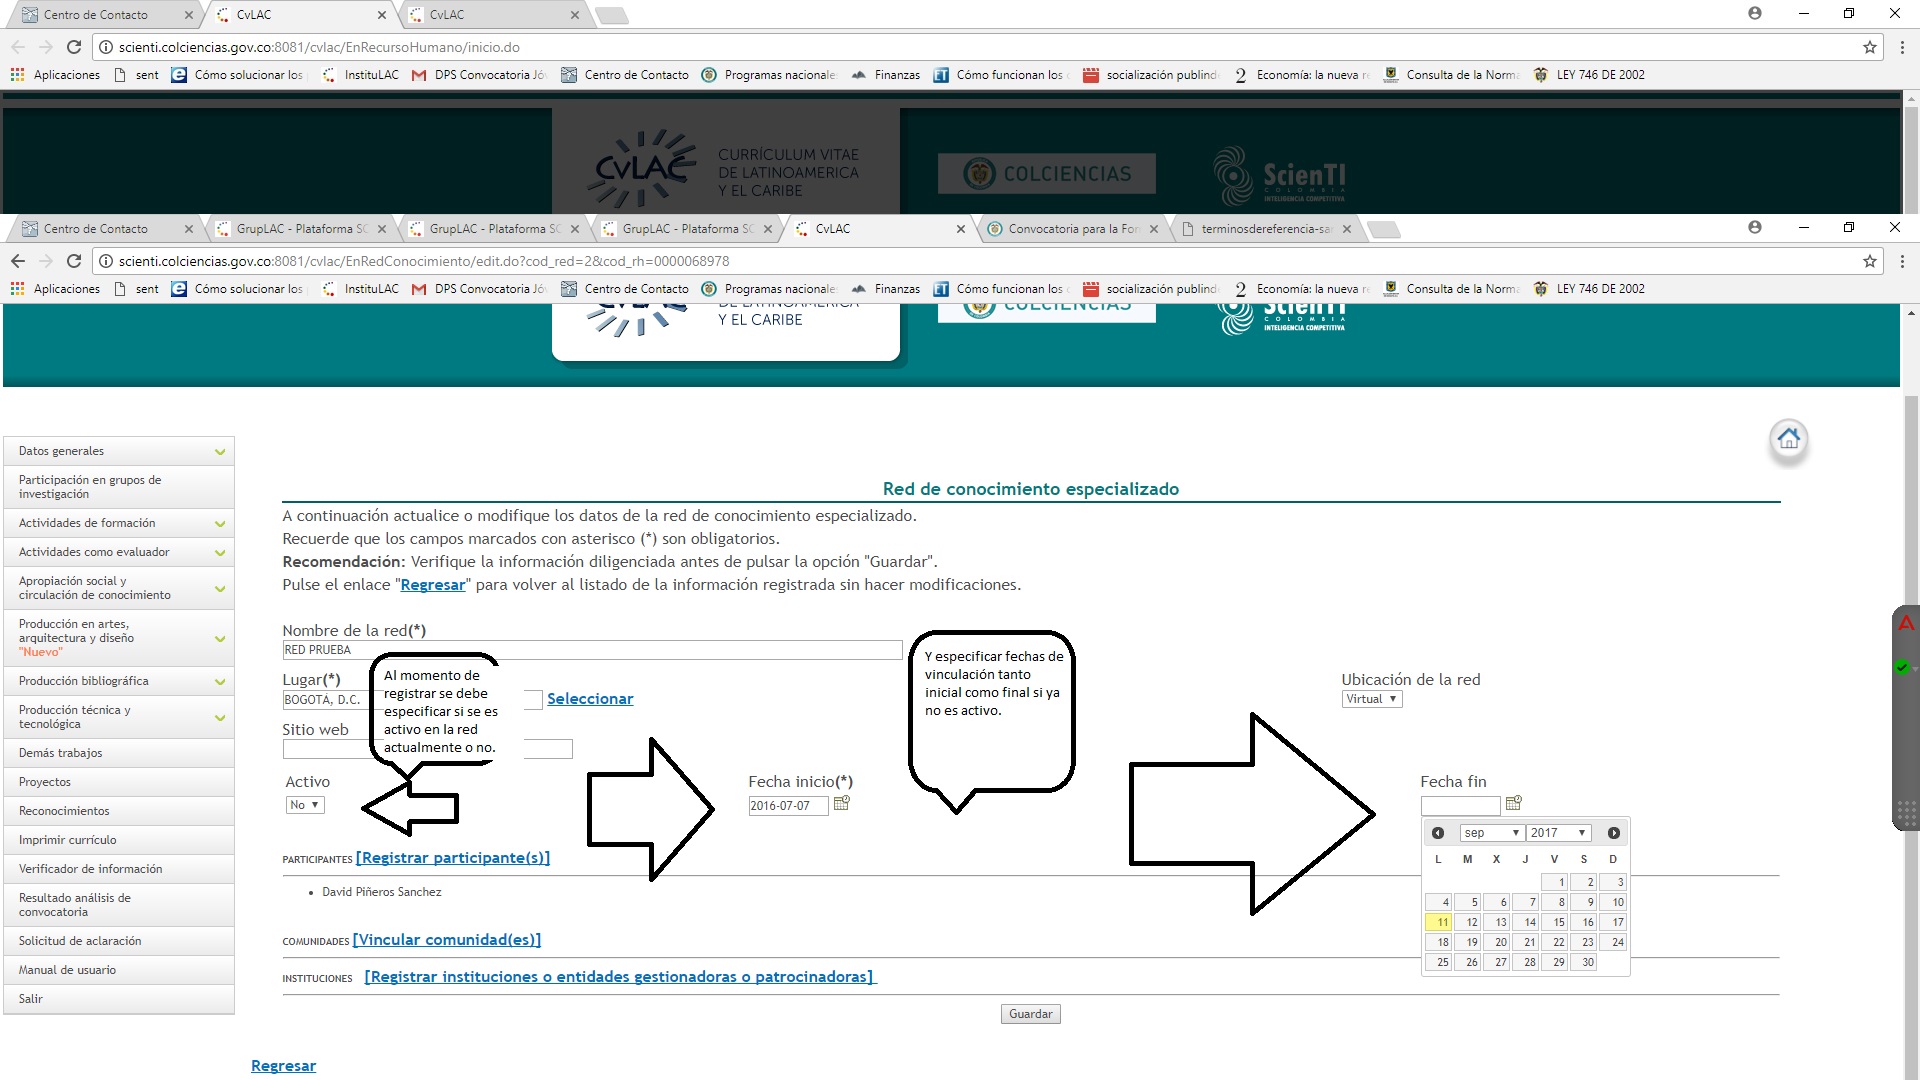 Centro de Contacto
CvLAC
CvLAC
scienti.colciencias.gov.co:8081/cvlac/EnRecursoHumano/inicio.do
Aplicaciones
sent
Cómo solucionar los
InstituLAC
DPS Convocatoria Jóv
Centro de Contacto
Programas nacionale
Finanzas
Cómo funcionan los
socialización publind
Economía: la nueva re
Consulta de la Norma
LEY 746 DE 2002
CvLAC
CURRÍCULUM VITAE
DE LATINOAMERICA
Y EL CARIBE
COLCIENCIAS
ScienTI
COLOMBIA
INTELIGENCIA COMPETITIVA
Centro de Contacto
GrupLAC - Plataforma SC
GrupLAC - Plataforma SC
GrupLAC - Plataforma SC
CvLAC
Convocatoria para la For
terminosdereferencia-sa
scienti.colciencias.gov.co:8081/cvlac/EnRedConocimiento/edit.do?cod_red=2&cod_rh=0000068978
Aplicaciones
sent
Cómo solucionar los
InstituLAC
DPS Convocatoria Jóv
Centro de Contacto
Programas nacionale
Finanzas
Cómo funcionan los
socialización publind
Economía: la nueva re
Consulta de la Norma
LEY 746 DE 2002
CvLAC
DE LATINOAMERICA
Y EL CARIBE
COLCIENCIAS
ScienTI
COLOMBIA
INTELIGENCIA COMPETITIVA
Datos generales
Participación en grupos de
investigación
Actividades de formación
Actividades como evaluador
Apropiación social y
circulación de conocimiento
Producción en artes,
arquitectura y diseño
"Nuevo"
Producción bibliográfica
Producción técnica y
tecnológica
Demás trabajos
Proyectos
Reconocimientos
Imprimir currículo
Verificador de información
Resultado análisis de
convocatoria
Solicitud de aclaración
Manual de usuario
Salir
Red de conocimiento especializado
A continuación actualice o modifique los datos de la red de conocimiento especializado.
Recuerde que los campos marcados con asterisco (*) son obligatorios.
Recomendación: Verifique la información diligenciada antes de pulsar la opción "Guardar".
Pulse el enlace "Regresar" para volver al listado de la información registrada sin hacer modificaciones.
Nombre de la red(*)
RED PRUEBA
Lugar(*)
BOGOTÁ, D.C.
Seleccionar
Ubicación de la red
Virtual
Sitio web
Al momento de
registrar se debe
especificar si se es
activo en la red
actualmente o no.
Y especificar fechas de
vinculación tanto
inicial como final si ya
no es activo.
Activo
No
Fecha inicio(*)
2016-07-07
Fecha fin
sep 2017
L M X J V S D
1 2 3
4 5 6 7 8 9 10
11 12 13 14 15 16 17
18 19 20 21 22 23 24
25 26 27 28 29 30
PARTICIPANTES [Registrar participante(s)]
• David Piñeros Sanchez
COMUNIDADES [Vincular comunidad(es)]
INSTITUCIONES [Registrar instituciones o entidades gestionadoras o patrocinadoras]
Guardar
Regresar